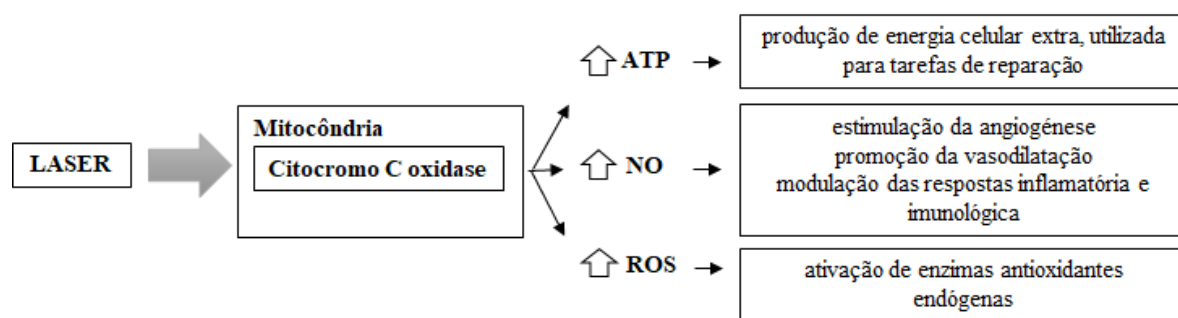 LASER
Mitocôndria
Citocromo C oxidase
ATP
produção de energia celular extra, utilizada
para tarefas de reparação
NO
estimulação da angiogénese
promoção da vasodilatação
modulação das respostas inflamatória e
imunológica
ROS
ativação de enzimas antioxidantes
endógenas